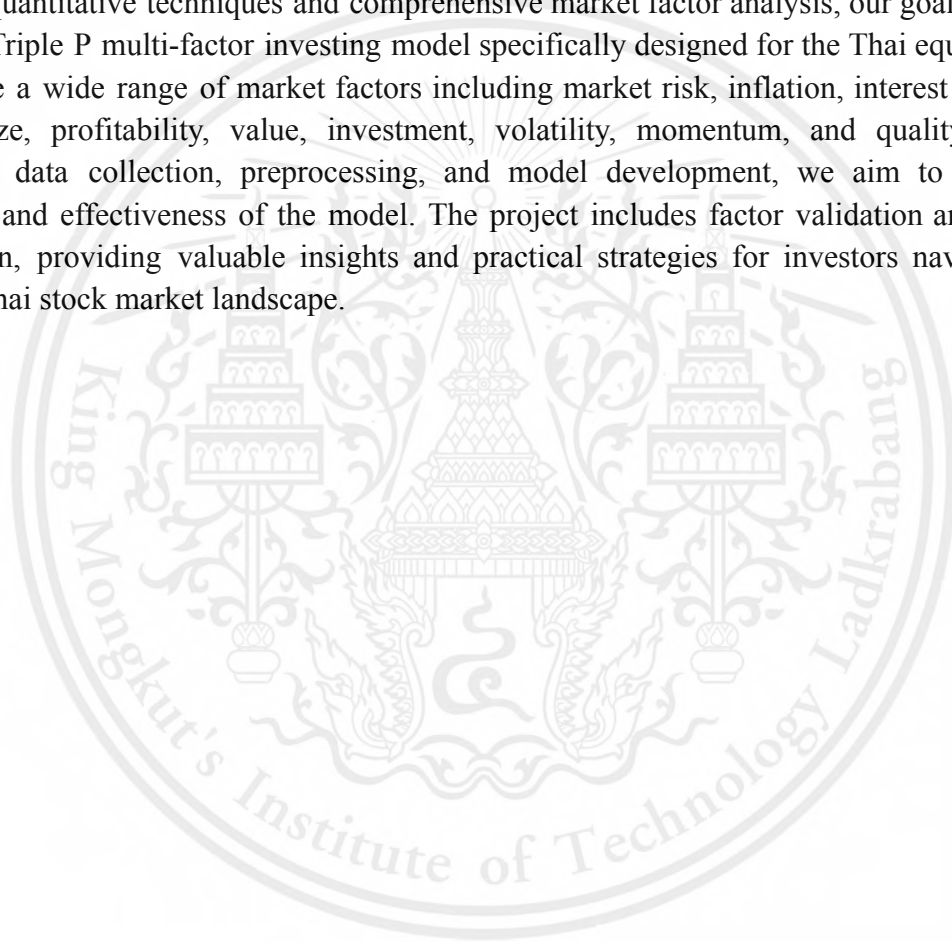 quantitative techniques and comprehensive market factor analysis, our goal
Triple P multi-factor investing model specifically designed for the Thai equ
e a wide range of market factors including market risk, inflation, interest
ze, profitability, value, investment, volatility, momentum, and quality
data collection, preprocessing, and model development, we aim to
and effectiveness of the model. The project includes factor validation an
n, providing valuable insights and practical strategies for investors nav
hai stock market landscape.
King Mongkut's Institute of Technology Ladkrabang